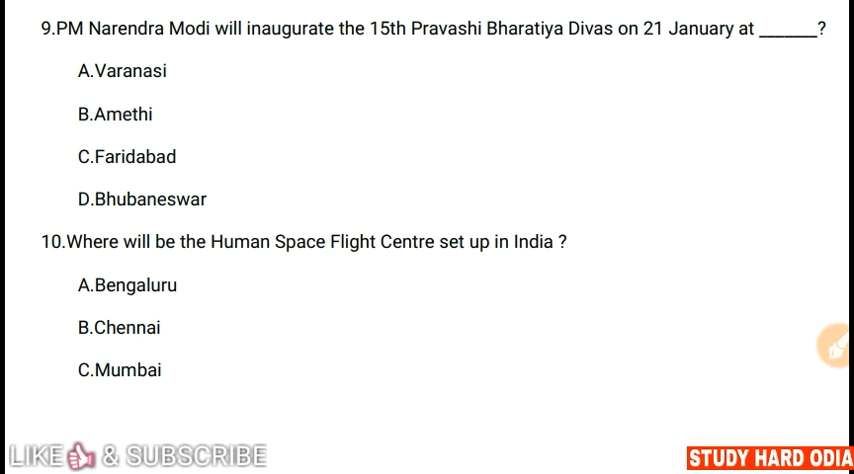 9.PM Narendra Modi will inaugurate the 15th Pravashi Bharatiya Divas on 21 January at _______?
A.Varanasi
B.Amethi
C.Faridabad
D.Bhubaneswar
10.Where will be the Human Space Flight Centre set up in India ?
A.Bengaluru
B.Chennai
C.Mumbai
LIKE & SUBSCRIBE
STUDY HARD ODIA